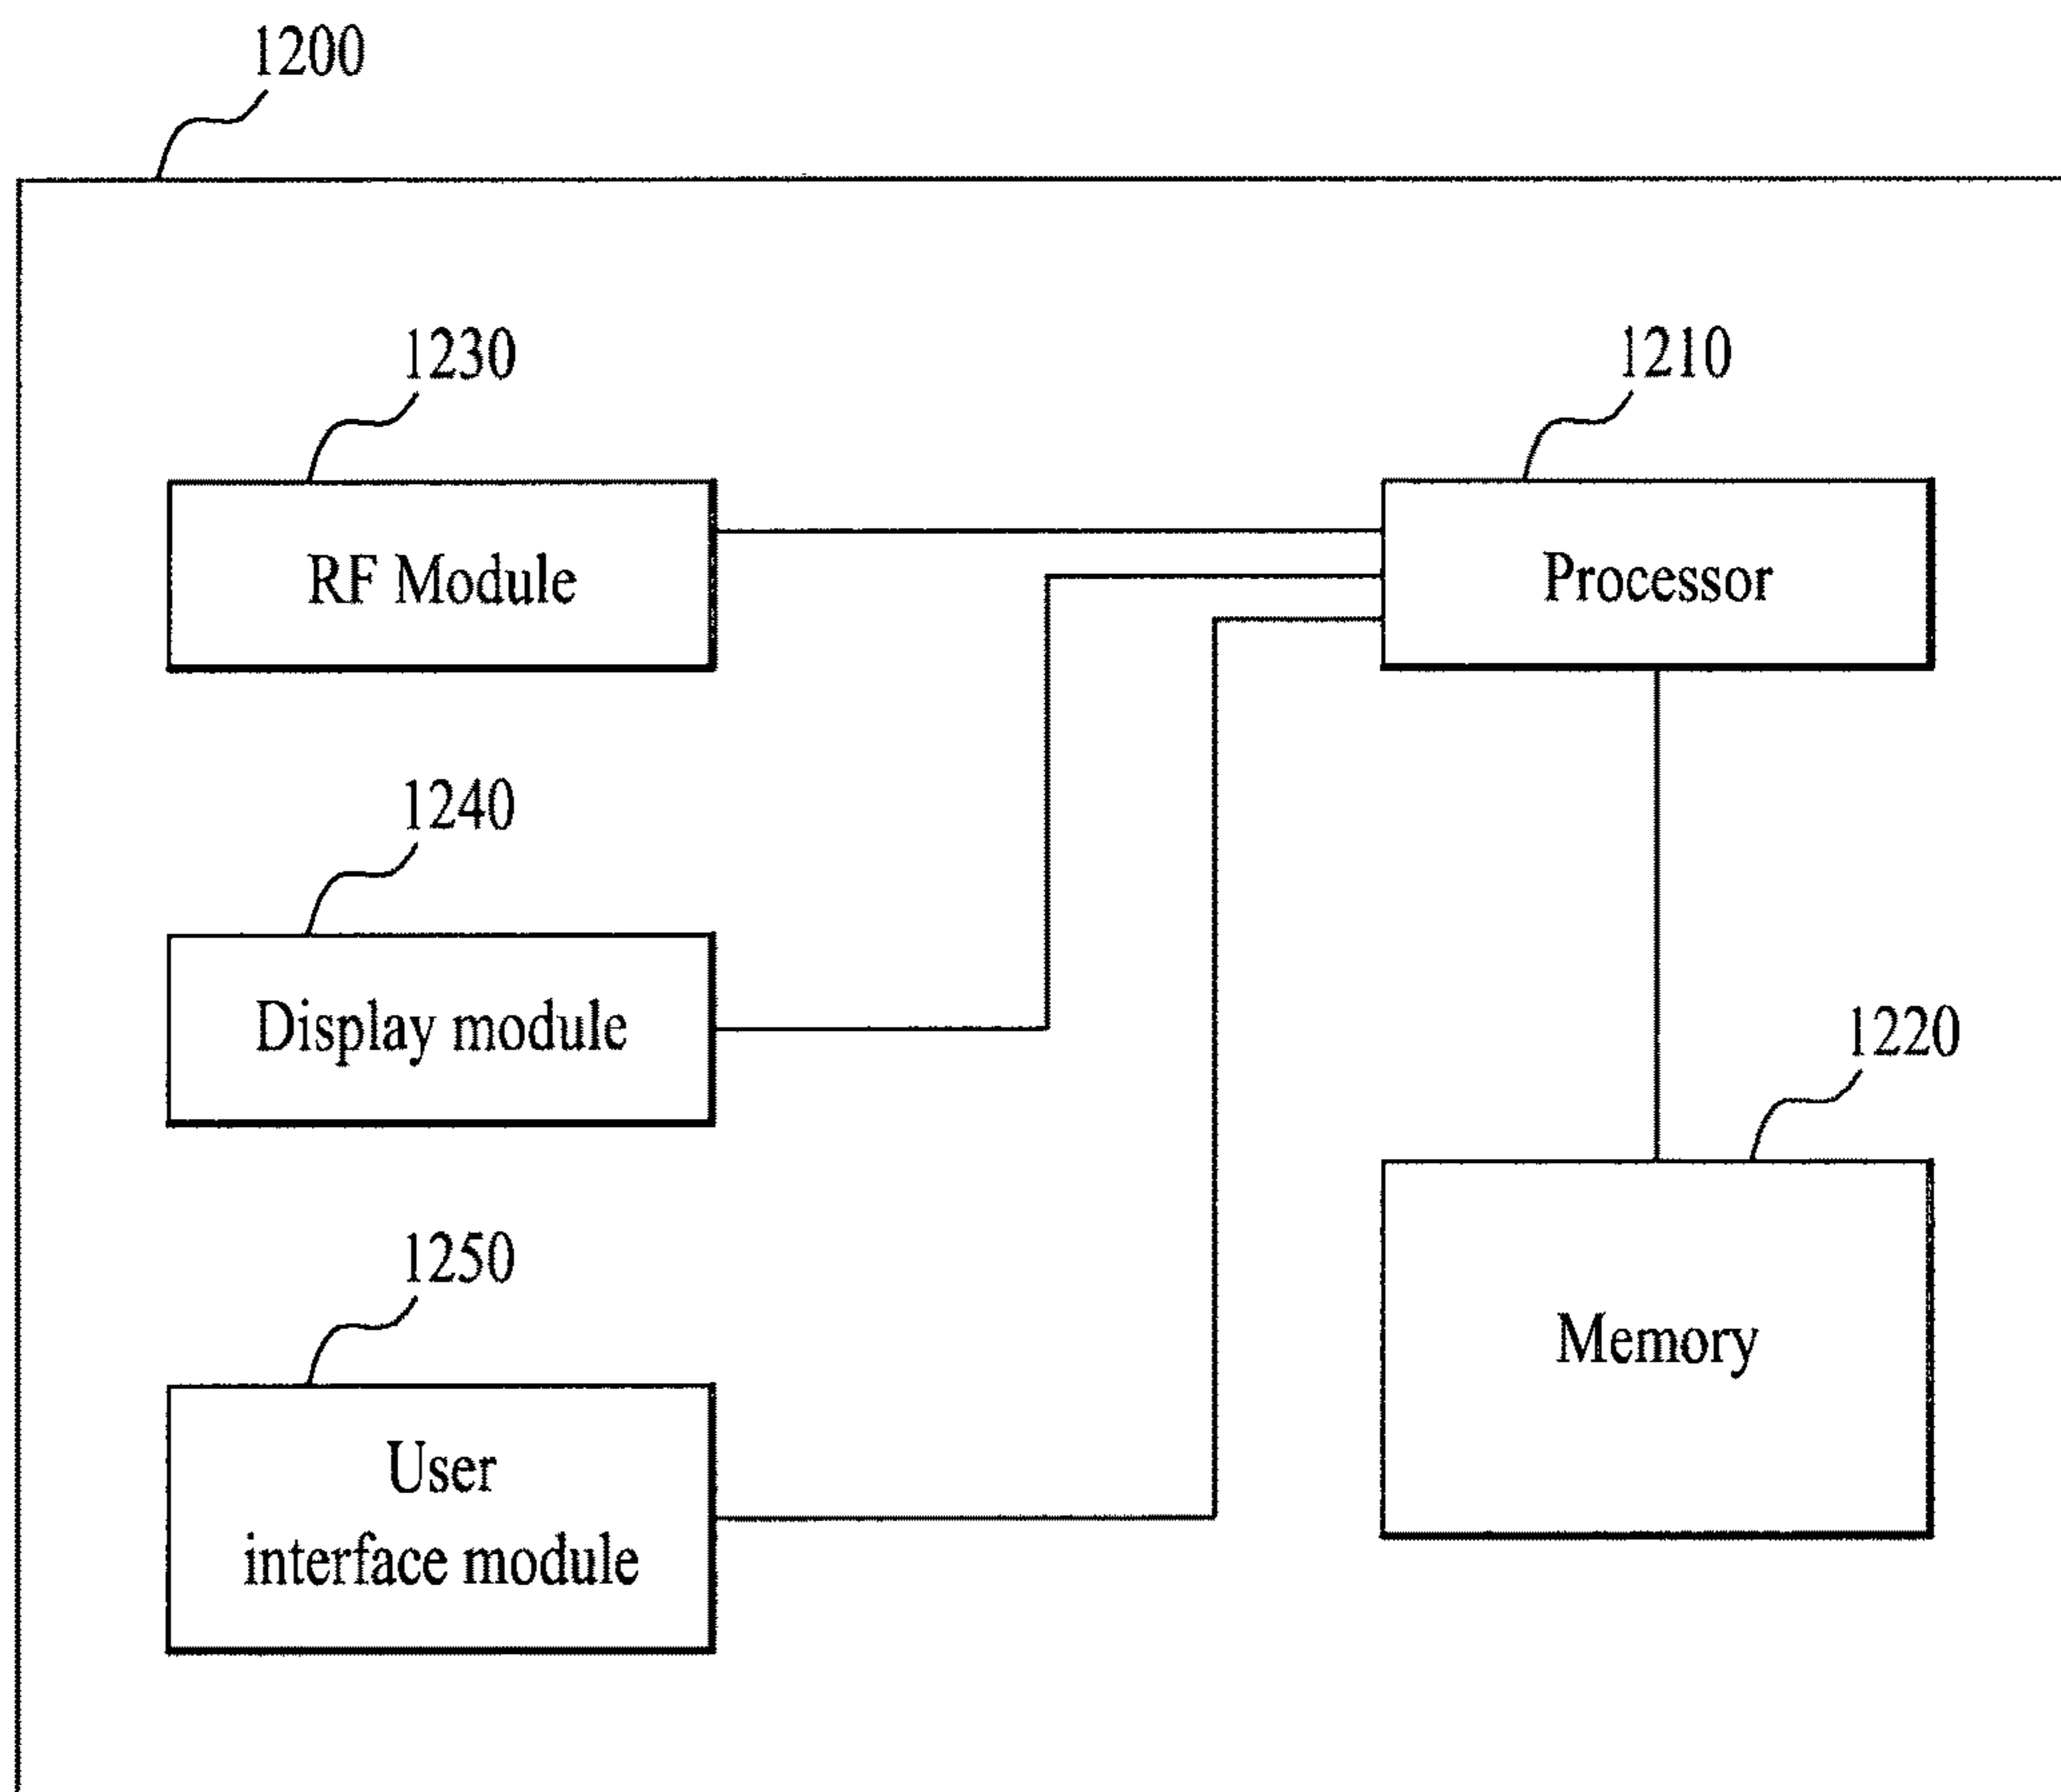 1200
1230
1210
RF Module
Processor
1240
Display module
1220
1250
Memory
User
interface module